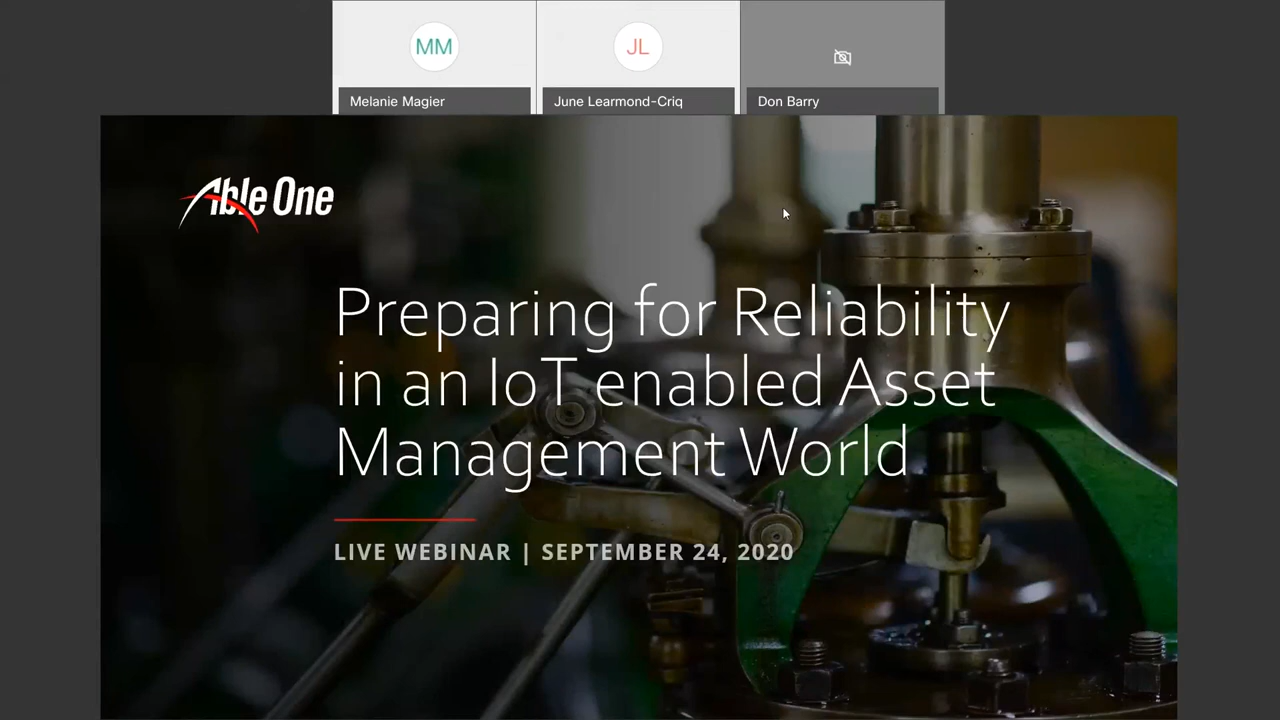 MM
JL
Melanie Magier
June Learmond-Criq
Don Barry
Able One
Preparing for Reliability
in an IoT enabled Asset
Management World
LIVE WEBINAR | SEPTEMBER 24, 2020